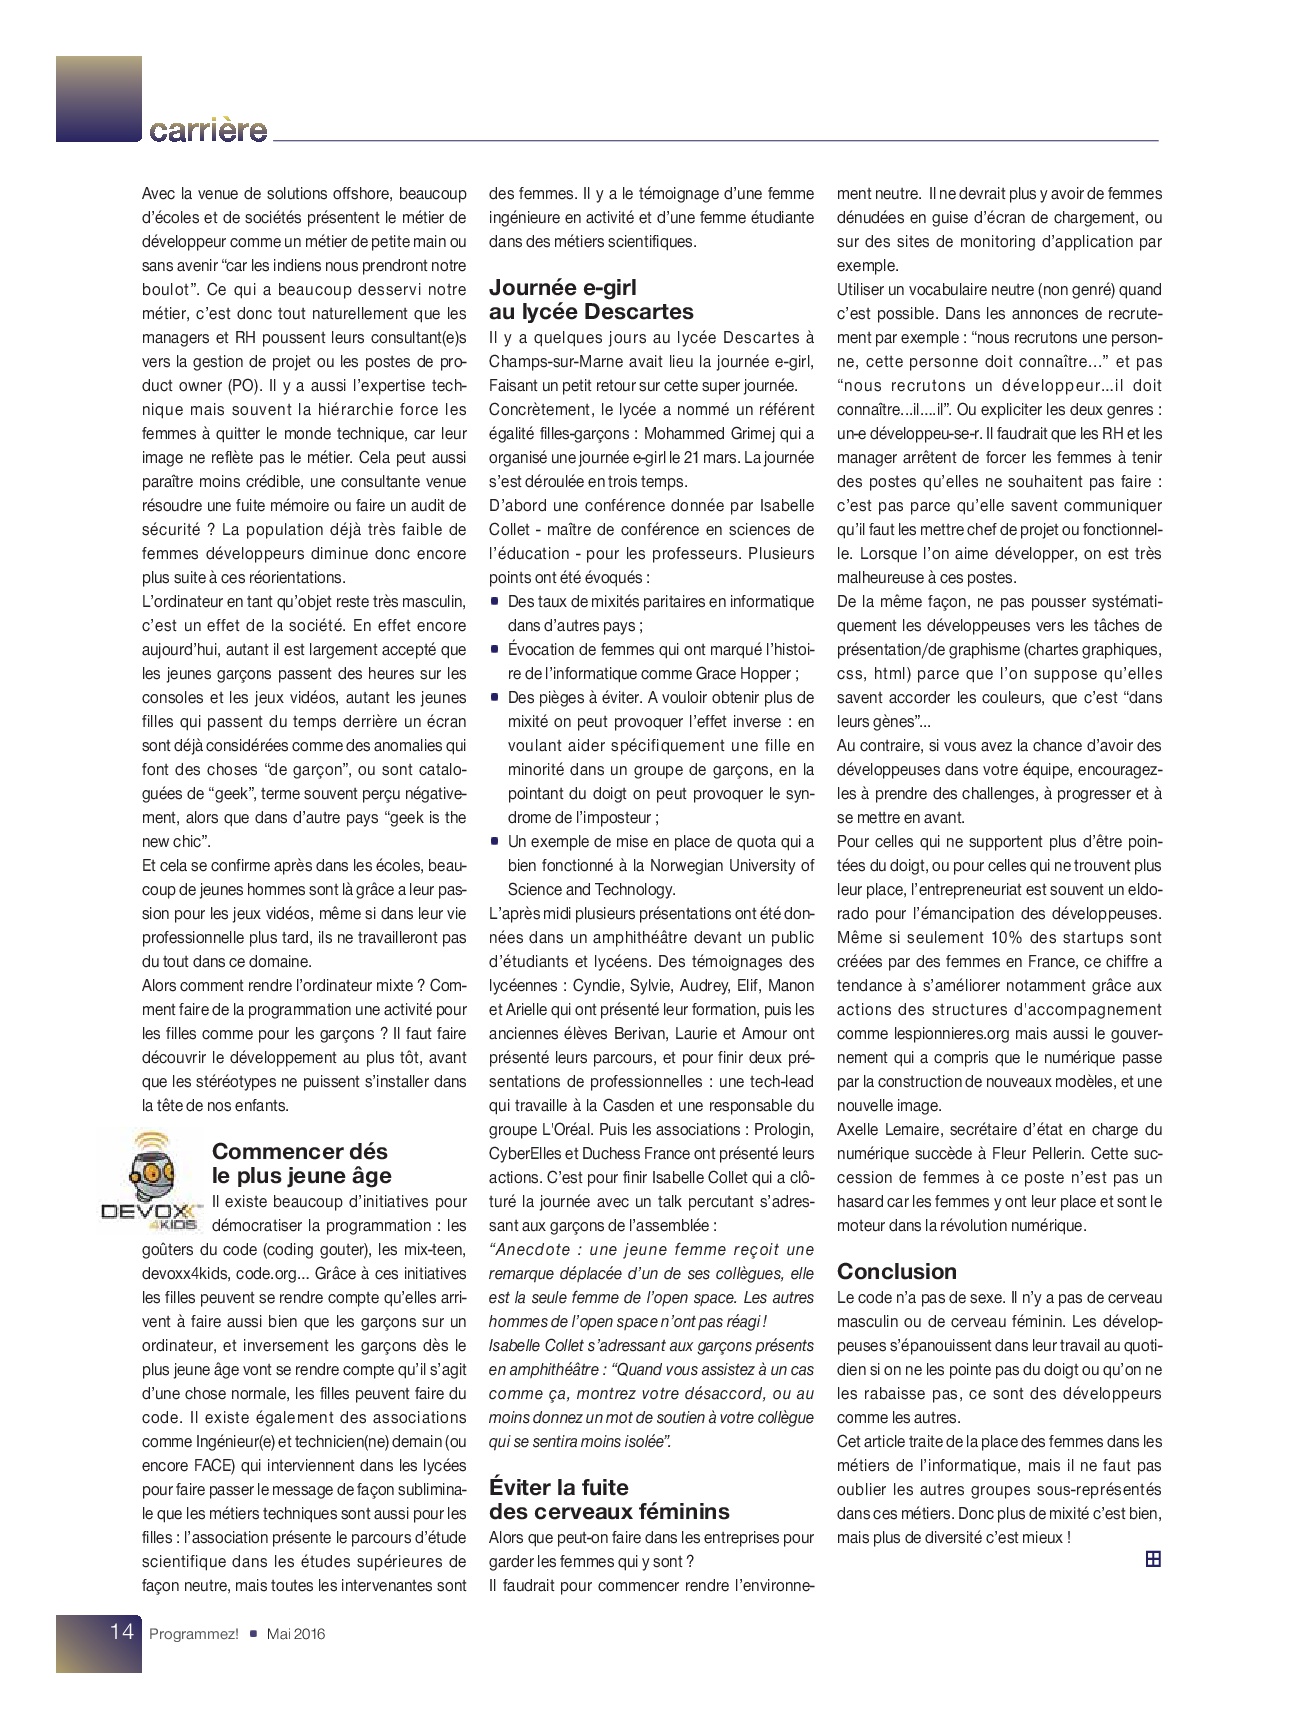 carrière
Avec la venue de solutions offshore, beaucoup
d'écoles et de sociétés présentent le métier de
développeur comme un métier de petite main ou
sans avenir “car les indiens nous prendront notre
boulot”. Ce qui a beaucoup desservi notre
métier, c'est donc tout naturellement que les
managers et RH poussent leurs consultant(e)s
vers la gestion de projet ou les postes de pro-
duct owner (PO). Il y a aussi l'expertise tech-
nique mais souvent la hiérarchie force les
femmes à quitter le monde technique, car leur
image ne reflète pas le métier. Cela peut aussi
paraître moins crédible, une consultante venue
résoudre une fuite mémoire ou faire un audit de
sécurité ? La population déjà très faible de
femmes développeurs diminue donc encore
plus suite à ces réorientations.
L'ordinateur en tant qu'objet reste très masculin,
c'est un effet de la société. En effet encore
aujourd'hui, autant il est largement accepté que
les jeunes garçons passent des heures sur les
consoles et les jeux vidéos, autant les jeunes
filles qui passent du temps derrière un écran
sont déjà considérées comme des anomalies qui
font des choses “de garçon”, ou sont catalo-
guées de “geek”, terme souvent perçu négative-
ment, alors que dans d'autre pays “geek is the
new chic”.
Et cela se confirme après dans les écoles, beau-
coup de jeunes hommes sont là grâce a leur pas-
sion pour les jeux vidéos, même si dans leur vie
professionnelle plus tard, ils ne travailleront pas
du tout dans ce domaine.
Alors comment rendre l'ordinateur mixte ? Com-
ment faire de la programmation une activité pour
les filles comme pour les garçons ? Il faut faire
découvrir le développement au plus tôt, avant
que les stéréotypes ne puissent s'installer dans
la tête de nos enfants.
Commencer dés
le plus jeune âge
DEVOXX
4KIDS
Il existe beaucoup d'initiatives pour
démocratiser la programmation : les
goûters du code (coding gouter), les mix-teen,
devoxx4kids, code.org... Grâce à ces initiatives
les filles peuvent se rendre compte qu'elles arri-
vent à faire aussi bien que les garçons sur un
ordinateur, et inversement les garçons dès le
plus jeune âge vont se rendre compte qu'il s'agit
d'une chose normale, les filles peuvent faire du
code. Il existe également des associations
comme Ingénieur(e) et technicien(ne) demain (ou
encore FACE) qui interviennent dans les lycées
pour faire passer le message de façon sublimina-
le que les métiers techniques sont aussi pour les
filles : l'association présente le parcours d'étude
scientifique dans les études supérieures de
façon neutre, mais toutes les intervenantes sont
des femmes. Il y a le témoignage d'une femme
ingénieure en activité et d'une femme étudiante
dans des métiers scientifiques.
Journée e-girl
au lycée Descartes
Il y a quelques jours au lycée Descartes à
Champs-sur-Marne avait lieu la journée e-girl,
Faisant un petit retour sur cette super journée.
Concrètement, le lycée a nommé un référent
égalité filles-garçons : Mohammed Grimej qui a
organisé une journée e-girl le 21 mars. La journée
s'est déroulée en trois temps.
D'abord une conférence donnée par Isabelle
Collet - maître de conférence en sciences de
l'éducation - pour les professeurs. Plusieurs
points ont été évoqués :
▪ Des taux de mixités paritaires en informatique
dans d'autres pays ;
▪ Évocation de femmes qui ont marqué l'histoi-
re de l'informatique comme Grace Hopper ;
▪ Des pièges à éviter. A vouloir obtenir plus de
mixité on peut provoquer l'effet inverse : en
voulant aider spécifiquement une fille en
minorité dans un groupe de garçons, en la
pointant du doigt on peut provoquer le syn-
drome de l'imposteur ;
▪ Un exemple de mise en place de quota qui a
bien fonctionné à la Norwegian University of
Science and Technology.
L'après midi plusieurs présentations ont été don-
nées dans un amphithéâtre devant un public
d'étudiants et lycéens. Des témoignages des
lycéennes : Cyndie, Sylvie, Audrey, Elif, Manon
et Arielle qui ont présenté leur formation, puis les
anciennes élèves Berivan, Laurie et Amour ont
présenté leurs parcours, et pour finir deux pré-
sentations de professionnelles : une tech-lead
qui travaille à la Casden et une responsable du
groupe L'Oréal. Puis les associations : Prologin,
CyberElles et Duchess France ont présenté leurs
actions. C'est pour finir Isabelle Collet qui a clô-
turé la journée avec un talk percutant s'adres-
sant aux garçons de l'assemblée :
“Anecdote : une jeune femme reçoit une
remarque déplacée d'un de ses collègues, elle
est la seule femme de l'open space. Les autres
hommes de l'open space n'ont pas réagi !
Isabelle Collet s'adressant aux garçons présents
en amphithéâtre : “Quand vous assistez à un cas
comme ça, montrez votre désaccord, ou au
moins donnez un mot de soutien à votre collègue
qui se sentira moins isolée”.
Éviter la fuite
des cerveaux féminins
Alors que peut-on faire dans les entreprises pour
garder les femmes qui y sont ?
Il faudrait pour commencer rendre l'environne-
ment neutre. Il ne devrait plus y avoir de femmes
dénudées en guise d'écran de chargement, ou
sur des sites de monitoring d'application par
exemple.
Utiliser un vocabulaire neutre (non genré) quand
c'est possible. Dans les annonces de recrute-
ment par exemple : “nous recrutons une person-
ne, cette personne doit connaître...” et pas
“nous recrutons un développeur...il doit
connaître...il....il”. Ou expliciter les deux genres :
un-e développeu-se-r. Il faudrait que les RH et les
manager arrêtent de forcer les femmes à tenir
des postes qu'elles ne souhaitent pas faire :
c'est pas parce qu'elle savent communiquer
qu'il faut les mettre chef de projet ou fonctionnel-
le. Lorsque l'on aime développer, on est très
malheureuse à ces postes.
De la même façon, ne pas pousser systémati-
quement les développeuses vers les tâches de
présentation/de graphisme (chartes graphiques,
css, html) parce que l'on suppose qu'elles
savent accorder les couleurs, que c'est “dans
leurs gènes”...
Au contraire, si vous avez la chance d'avoir des
développeuses dans votre équipe, encouragez-
les à prendre des challenges, à progresser et à
se mettre en avant.
Pour celles qui ne supportent plus d'être poin-
tées du doigt, ou pour celles qui ne trouvent plus
leur place, l'entrepreneuriat est souvent un eldo-
rado pour l'émancipation des développeuses.
Même si seulement 10% des startups sont
créées par des femmes en France, ce chiffre a
tendance à s'améliorer notamment grâce aux
actions des structures d'accompagnement
comme lespionnieres.org mais aussi le gouver-
nement qui a compris que le numérique passe
par la construction de nouveaux modèles, et une
nouvelle image.
Axelle Lemaire, secrétaire d'état en charge du
numérique succède à Fleur Pellerin. Cette suc-
cession de femmes à ce poste n'est pas un
hasard car les femmes y ont leur place et sont le
moteur dans la révolution numérique.
Conclusion
Le code n'a pas de sexe. Il n'y a pas de cerveau
masculin ou de cerveau féminin. Les dévelop-
peuses s'épanouissent dans leur travail au quoti-
dien si on ne les pointe pas du doigt ou qu'on ne
les rabaisse pas, ce sont des développeurs
comme les autres.
Cet article traite de la place des femmes dans les
métiers de l'informatique, mais il ne faut pas
oublier les autres groupes sous-représentés
dans ces métiers. Donc plus de mixité c'est bien,
mais plus de diversité c'est mieux !
14 Programmez! ▪ Mai 2016